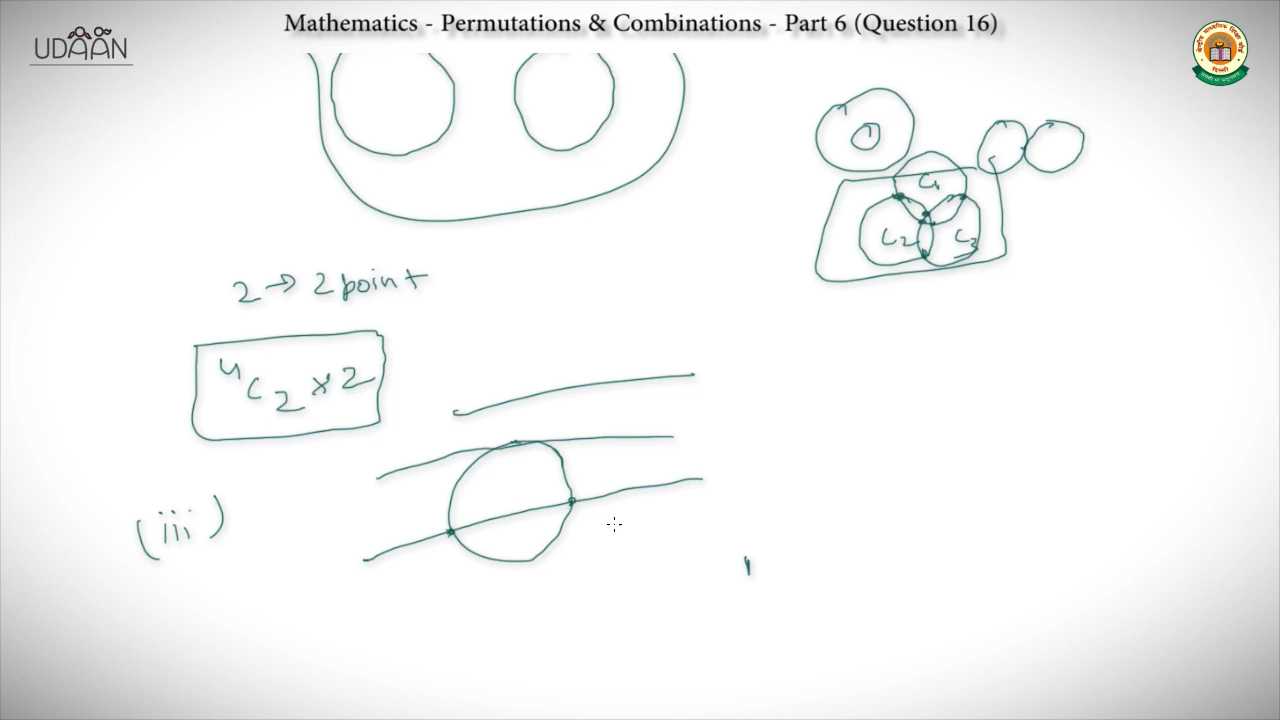 Mathematics - Permutations & Combinations - Part 6 (Question 16)
UDAAN
C1
C2 C3
2 → 2 point
⁴C₂ × 2
(iii)